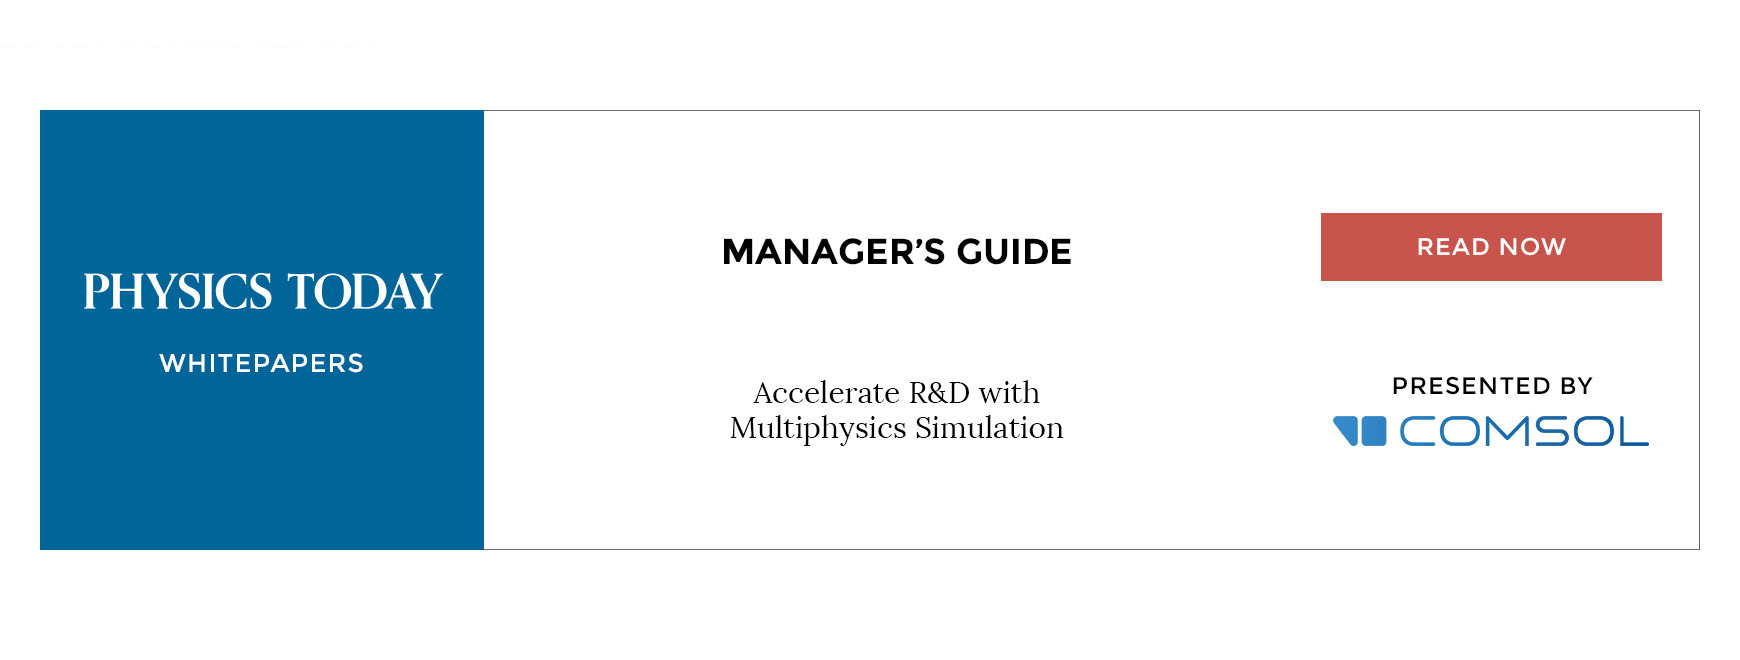 PHYSICS TODAY
WHITEPAPERS
MANAGER’S GUIDE
Accelerate R&D with
Multiphysics Simulation
READ NOW
PRESENTED BY
COMSOL